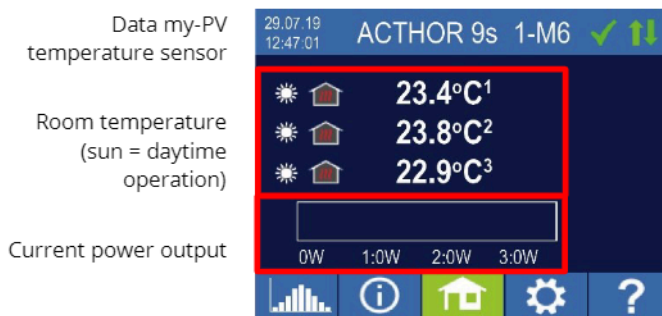 Data my-PV
temperature sensor
Room temperature
(sun = daytime
operation)
Current power output
29.07.19
12:47:01
ACTHOR 9s 1-M6
23.4°C1
23.8°C2
22.9°C3
0W 1:0W 2:0W 3:0W
i
?